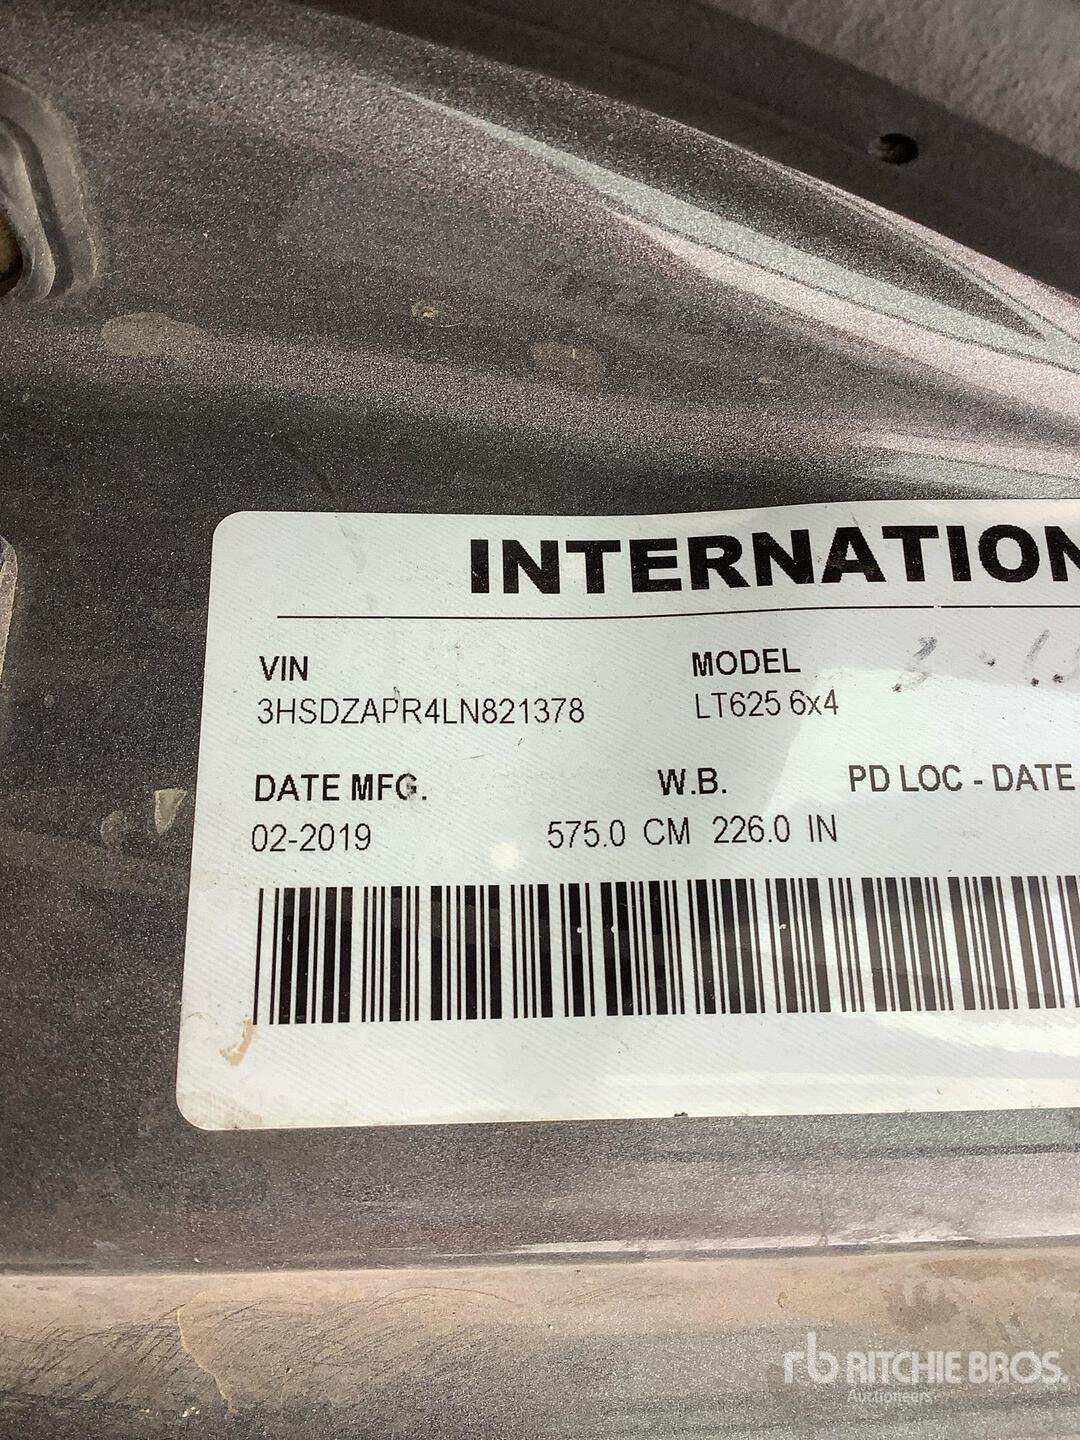 INTERNATION
VIN
3HSDZAPR4LN821378
MODEL
LT625 6x4
DATE MFG.
02-2019
W.B.
575.0 CM 226.0 IN
PD LOC - DATE
rb RITCHIE BROS.
Auctioneers